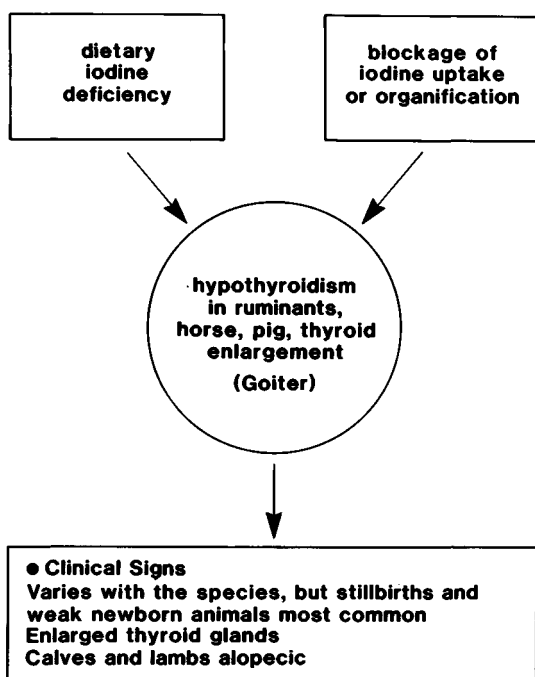 dietary
iodine
deficiency
blockage of
iodine uptake
or organification
hypothyroidism
in ruminants,
horse, pig, thyroid
enlargement
(Goiter)
● Clinical Signs
Varies with the species, but stillbirths and
weak newborn animals most common
Enlarged thyroid glands
Calves and lambs alopecic